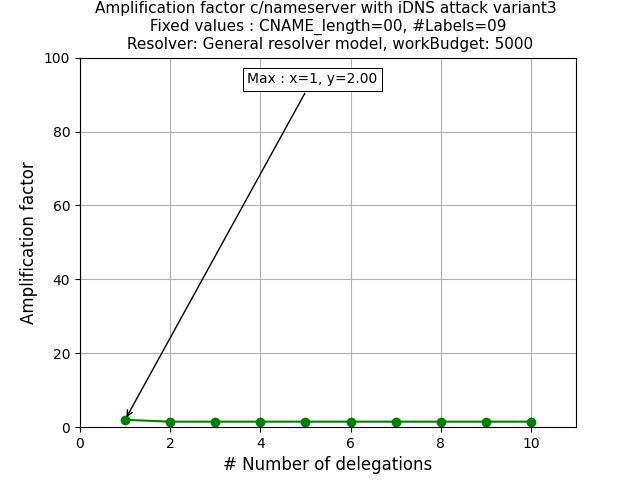 Amplification factor c/nameserver with iDNS attack variant3
Fixed values : CNAME_length=00, #Labels=09
Resolver: General resolver model, workBudget: 5000
Max : x=1, y=2.00
Amplification factor
100
80
60
40
20
0
0 2 4 6 8 10
# Number of delegations